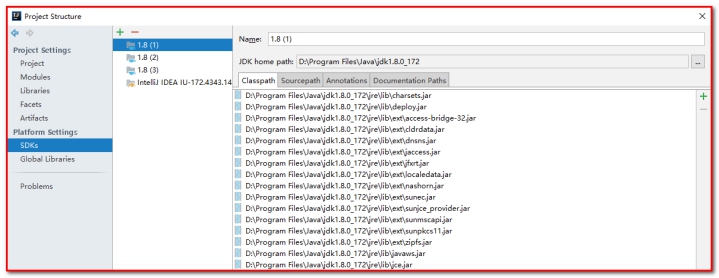 Project Structure
Project Settings
Project
Modules
Libraries
Facets
Artifacts
Platform Settings
SDKs
Global Libraries
Problems
1.8 (1)
1.8 (2)
1.8 (3)
IntelliJ IDEA IU-172.4343.14
Name: 1.8 (1)
JDK home path: D:\Program Files\Java\jdk1.8.0_172
Classpath Sourcepath Annotations Documentation Paths
D:\Program Files\Java\jdk1.8.0_172\jre\lib\charsets.jar
D:\Program Files\Java\jdk1.8.0_172\jre\lib\deploy.jar
D:\Program Files\Java\jdk1.8.0_172\jre\lib\ext\access-bridge-32.jar
D:\Program Files\Java\jdk1.8.0_172\jre\lib\ext\cldrdata.jar
D:\Program Files\Java\jdk1.8.0_172\jre\lib\ext\dnsns.jar
D:\Program Files\Java\jdk1.8.0_172\jre\lib\ext\jaccess.jar
D:\Program Files\Java\jdk1.8.0_172\jre\lib\ext\jfxrt.jar
D:\Program Files\Java\jdk1.8.0_172\jre\lib\ext\localedata.jar
D:\Program Files\Java\jdk1.8.0_172\jre\lib\ext\nashorn.jar
D:\Program Files\Java\jdk1.8.0_172\jre\lib\ext\sunec.jar
D:\Program Files\Java\jdk1.8.0_172\jre\lib\ext\sunjce_provider.jar
D:\Program Files\Java\jdk1.8.0_172\jre\lib\ext\sunmscapi.jar
D:\Program Files\Java\jdk1.8.0_172\jre\lib\ext\sunpkcs11.jar
D:\Program Files\Java\jdk1.8.0_172\jre\lib\ext\zipfs.jar
D:\Program Files\Java\jdk1.8.0_172\jre\lib\javaws.jar
D:\Program Files\Java\jdk1.8.0_172\jre\lib\jce.jar